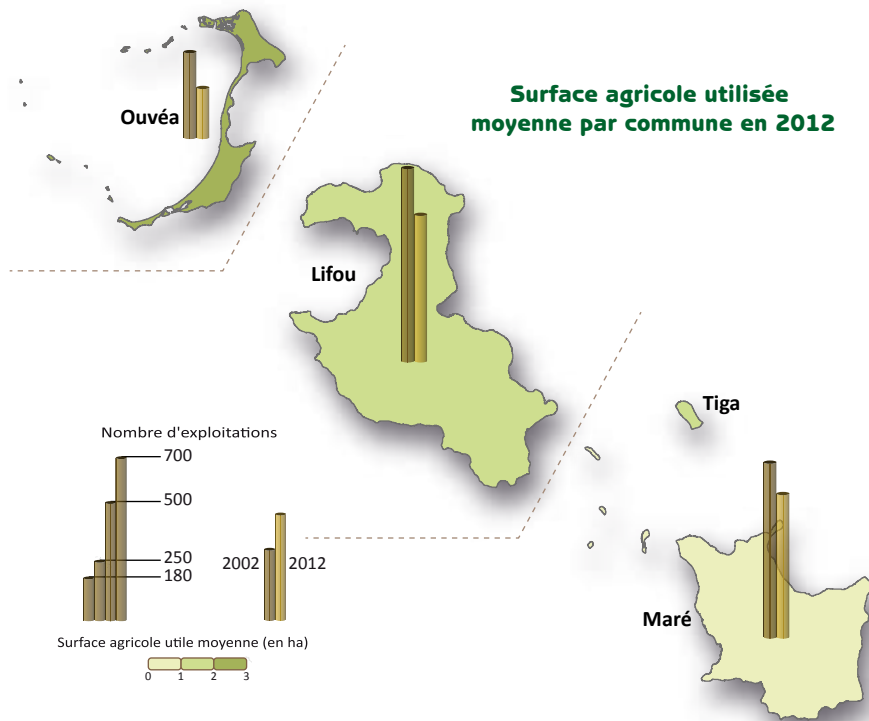 Surface agricole utilisée
moyenne par commune en 2012
Ouvéa
Lifou
Tiga
Maré
Nombre d'exploitations
700
500
250
180
2002 2012
Surface agricole utile moyenne (en ha)
0 1 2 3